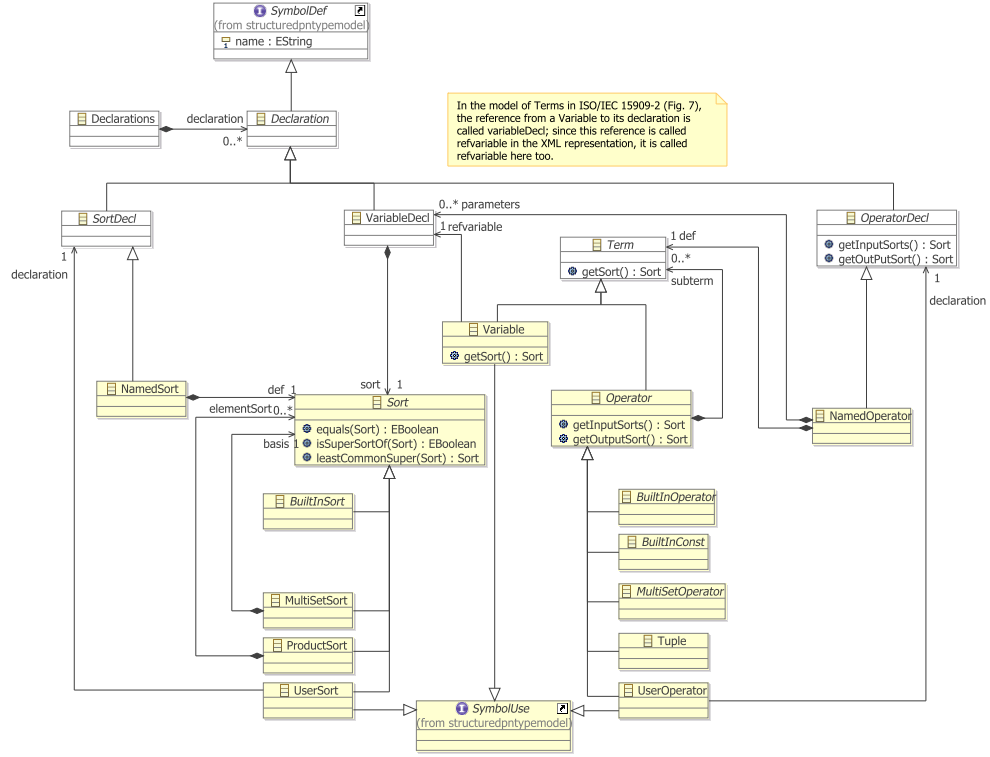 SymbolDef
(from structuredpntypemodel)
name : EString
Declarations
declaration
0..*
Declaration
In the model of Terms in ISO/IEC 15909-2 (Fig. 7),
the reference from a Variable to its declaration is
called variableDecl; since this reference is called
refvariable in the XML representation, it is called
refvariable here too.
SortDecl
VariableDecl
0..* parameters
1 refvariable
OperatorDecl
getInputSorts() : Sort
getOutPutSort() : Sort
Term
getSort() : Sort
1 def
0..*
subterm
1
declaration
1
declaration
Variable
getSort() : Sort
NamedSort
def 1
sort 1
elementSort 0..*
basis 1
Sort
equals(Sort) : EBoolean
isSuperSortOf(Sort) : EBoolean
leastCommonSuper(Sort) : Sort
Operator
getInputSorts() : Sort
getOutputSort() : Sort
NamedOperator
BuiltInSort
BuiltInOperator
BuiltInConst
MultiSetSort
MultiSetOperator
ProductSort
Tuple
UserSort
UserOperator
SymbolUse
(from structuredpntypemodel)